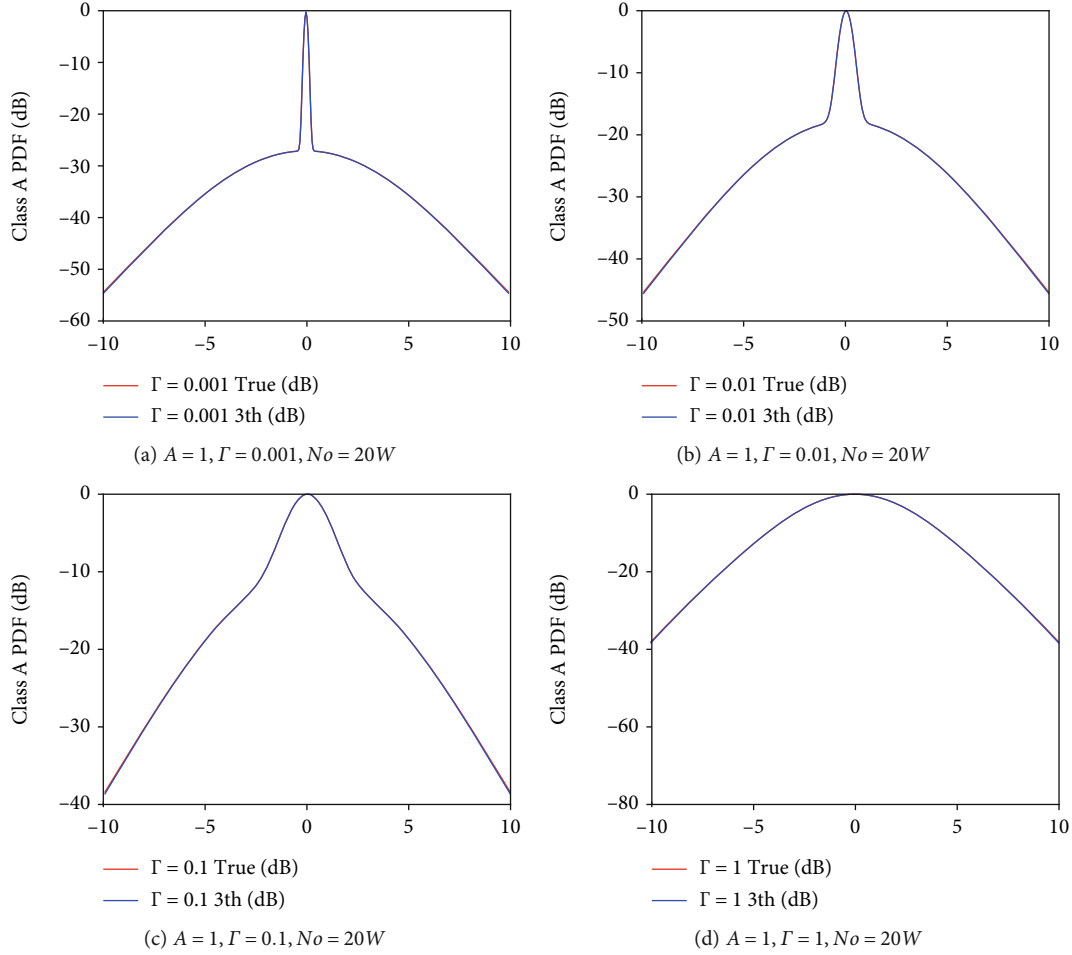 0
−10
−20
−30
−40
−50
−60
Class A PDF (dB)
−10
−5
0
5
10
Γ = 0.001 True (dB)
Γ = 0.001 3th (dB)
(a) A = 1, Γ = 0.001, No = 20W
0
−10
−20
−30
−40
−50
Class A PDF (dB)
−10
−5
0
5
10
Γ = 0.01 True (dB)
Γ = 0.01 3th (dB)
(b) A = 1, Γ = 0.01, No = 20W
0
−10
−20
−30
−40
Class A PDF (dB)
−10
−5
0
5
10
Γ = 0.1 True (dB)
Γ = 0.1 3th (dB)
(c) A = 1, Γ = 0.1, No = 20W
0
−20
−40
−60
−80
Class A PDF (dB)
−10
−5
0
5
10
Γ = 1 True (dB)
Γ = 1 3th (dB)
(d) A = 1, Γ = 1, No = 20W